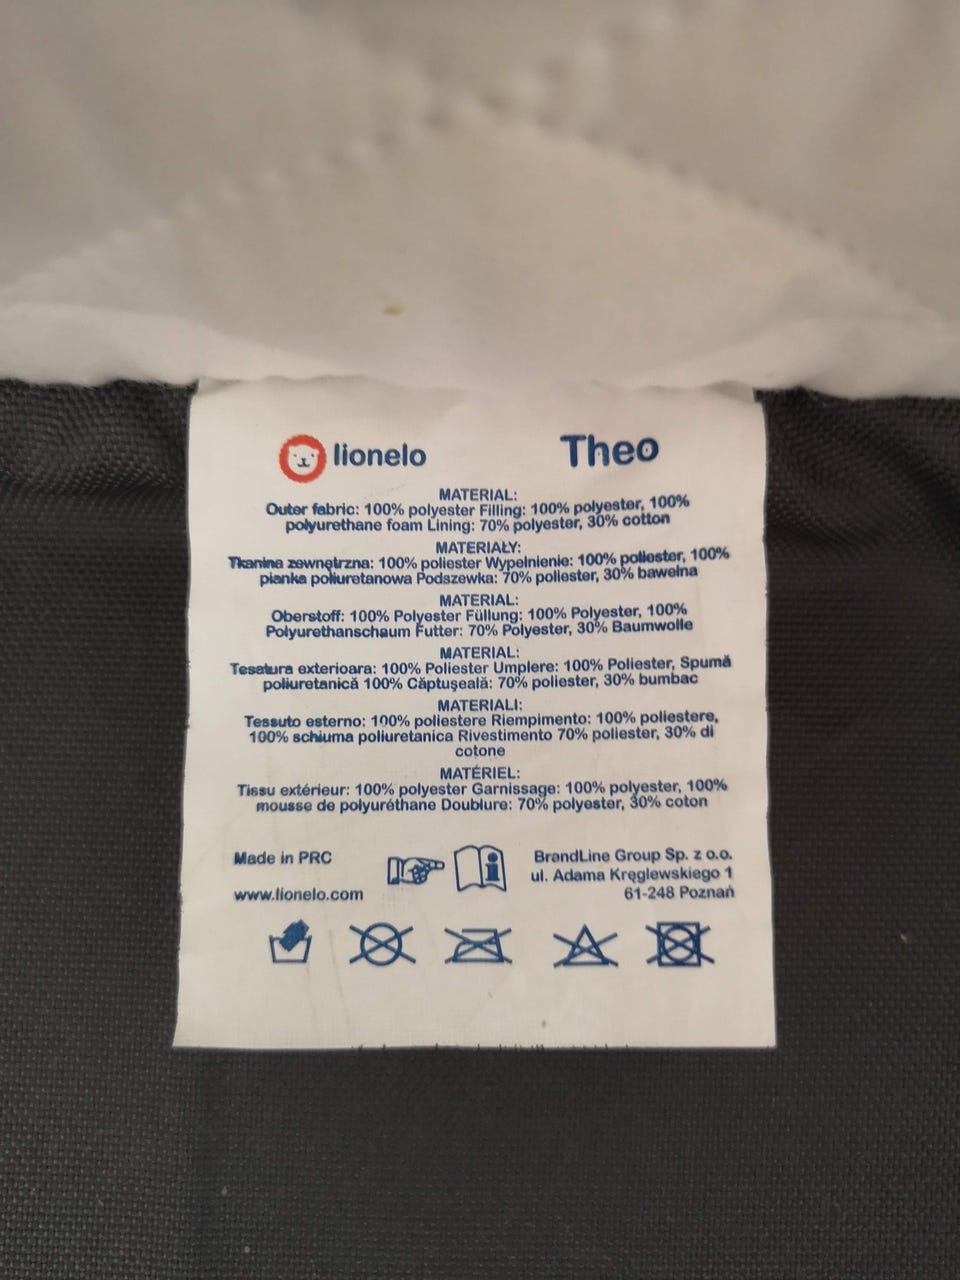 lionelo Theo
MATERIAL:
Outer fabric: 100% polyester Filling: 100% polyester, 100%
polyurethane foam Lining: 70% polyester, 30% cotton
MATERIAŁY:
Tkanina zewnętrzna: 100% poliester Wypełnienie: 100% poliester, 100%
pianka poliuretanowa Podszewka: 70% poliester, 30% bawełna
MATERIAL:
Oberstoff: 100% Polyester Füllung: 100% Polyester, 100%
Polyurethanschaum Futter: 70% Polyester, 30% Baumwolle
MATERIAL:
Tesatura exterioara: 100% Poliester Umplere: 100% Poliester, Spumă
poliuretanică 100% Căptuşeală: 70% poliester, 30% bumbac
MATERIALI:
Tessuto esterno: 100% poliestere Riempimento: 100% poliestere,
100% schiuma poliuretanica Rivestimento 70% poliester, 30% di
cotone
MATÉRIEL:
Tissu extérieur: 100% polyester Garnissage: 100% polyester, 100%
mousse de polyuréthane Doublure: 70% polyester, 30% coton
Made in PRC
www.lionelo.com
BrandLine Group Sp. z o.o.
ul. Adama Kręglewskiego 1
61-248 Poznań